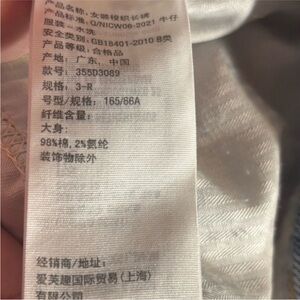 产品名称：女装梭织长裤
产品标准：Q/NICW06-2021 牛仔
服装－水洗
安全类别：GB18401-2010 B类
产品等级：合格品
产地：广东，中国
款号：355D3089
规格：3-R
号型/规格：165/86A
纤维含量：
大身：
98%棉，2%氨纶
装饰物除外
经销商/地址：
爱芙趣国际贸易(上海)
有限公司